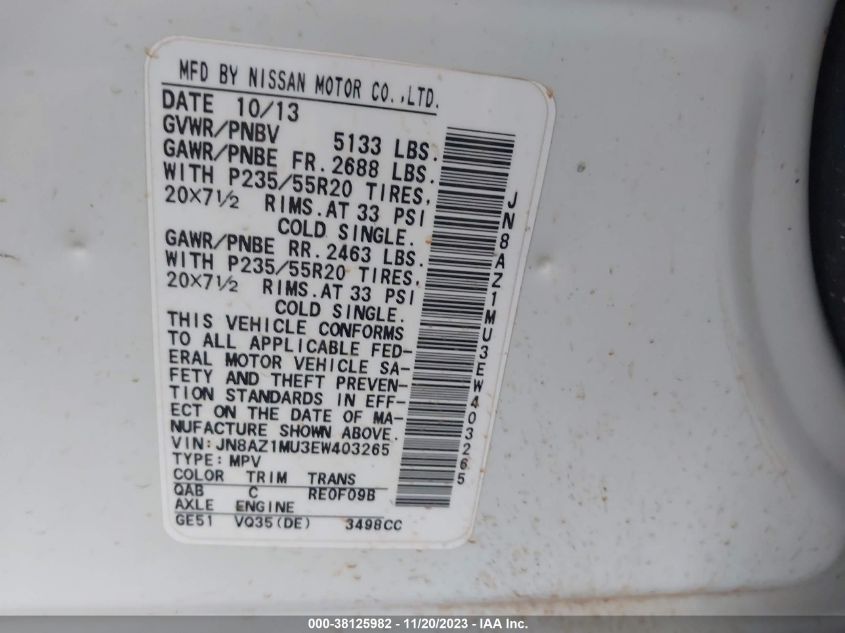 MFD BY NISSAN MOTOR CO.,LTD.
DATE 10/13
GVWR/PNBV 5133 LBS.
GAWR/PNBE FR. 2688 LBS.
WITH P235/55R20 TIRES,
20×7½ RIMS.AT 33 PSI
COLD SINGLE.
GAWR/PNBE RR. 2463 LBS.
WITH P235/55R20 TIRES,
20×7½ RIMS.AT 33 PSI
COLD SINGLE.
THIS VEHICLE CONFORMS
TO ALL APPLICABLE FED-
ERAL MOTOR VEHICLE SA-
FETY AND THEFT PREVEN-
TION STANDARDS IN EFF-
ECT ON THE DATE OF MA-
NUFACTURE SHOWN ABOVE.
VIN:JN8AZ1MU3EW403265
TYPE:MPV
COLOR TRIM TRANS
QAB C RE0F09B
AXLE ENGINE
GE51 VQ35(DE) 3498CC
JN8AZ1MU3EW403265
000-38125982 - 11/20/2023 - IAA Inc.